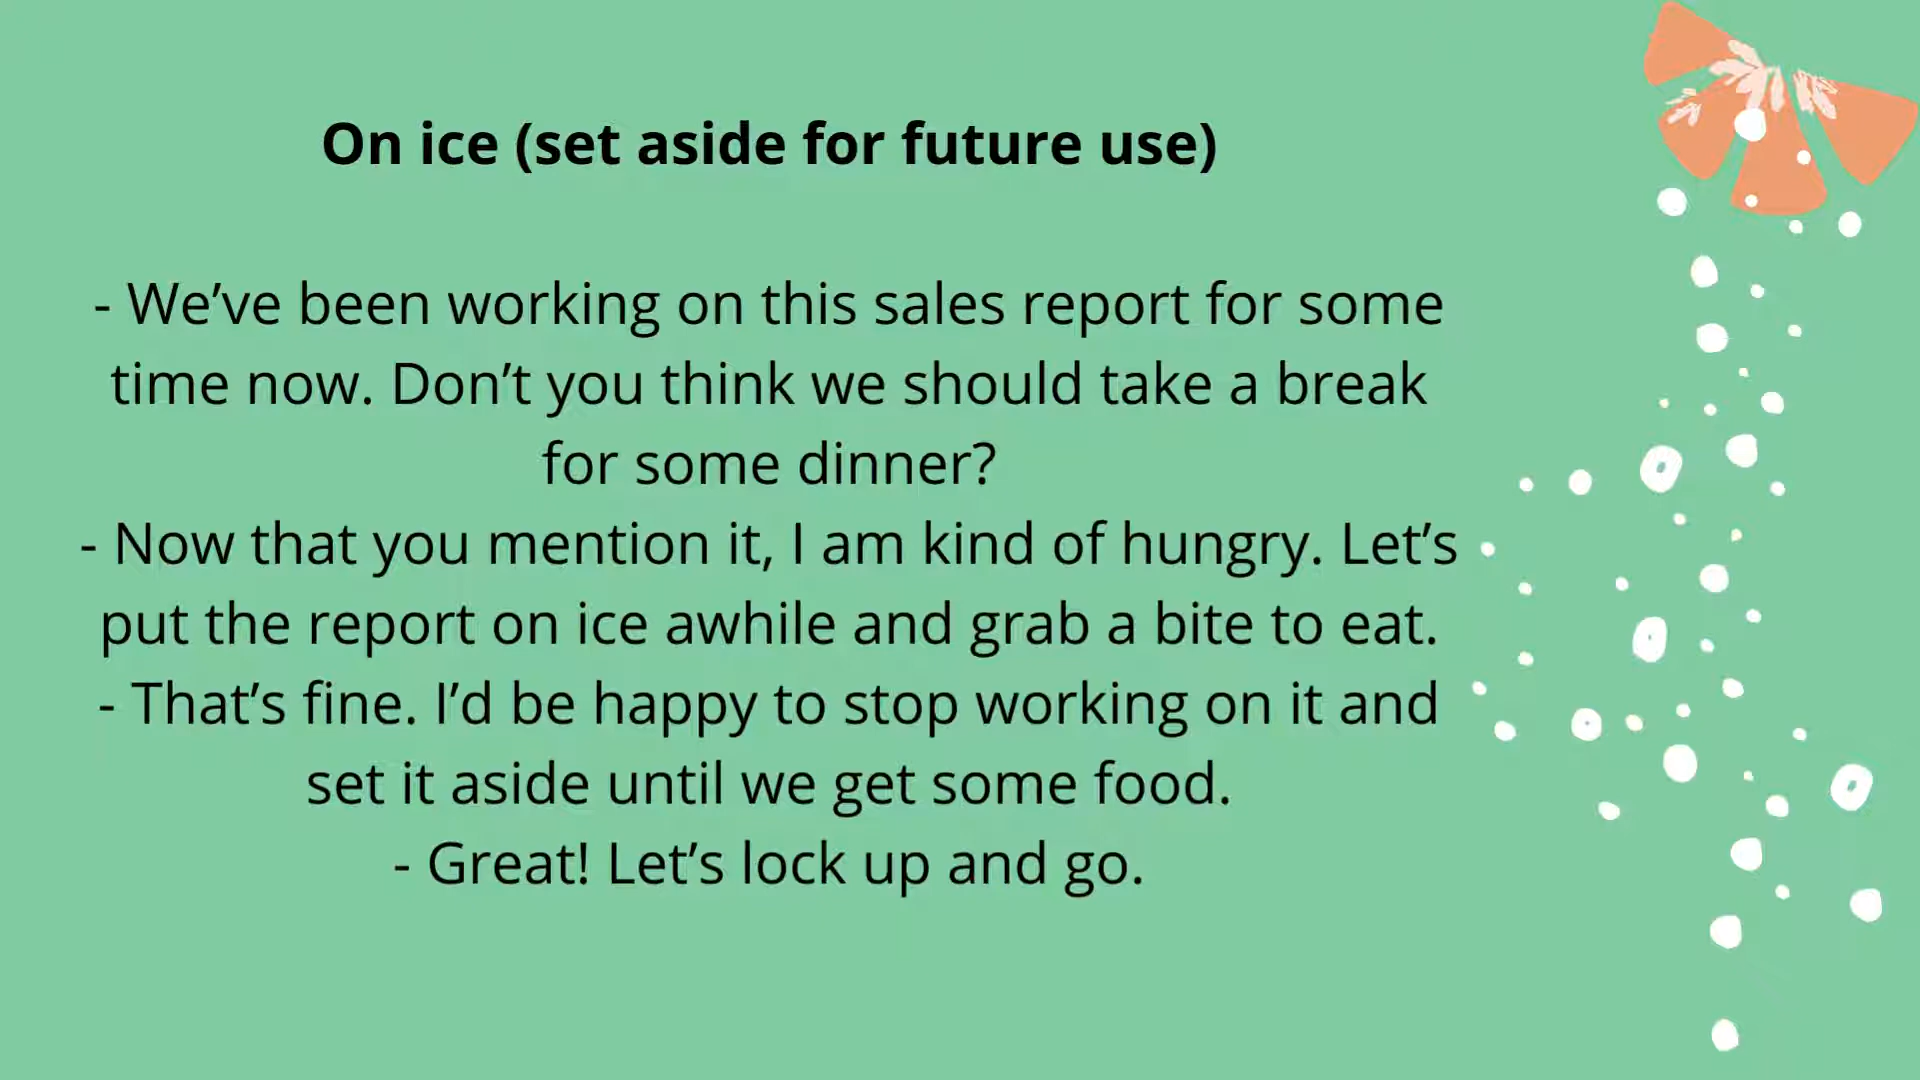 On ice (set aside for future use)
- We’ve been working on this sales report for some
time now. Don’t you think we should take a break
for some dinner?
- Now that you mention it, I am kind of hungry. Let’s
put the report on ice awhile and grab a bite to eat.
- That’s fine. I’d be happy to stop working on it and
set it aside until we get some food.
- Great! Let’s lock up and go.